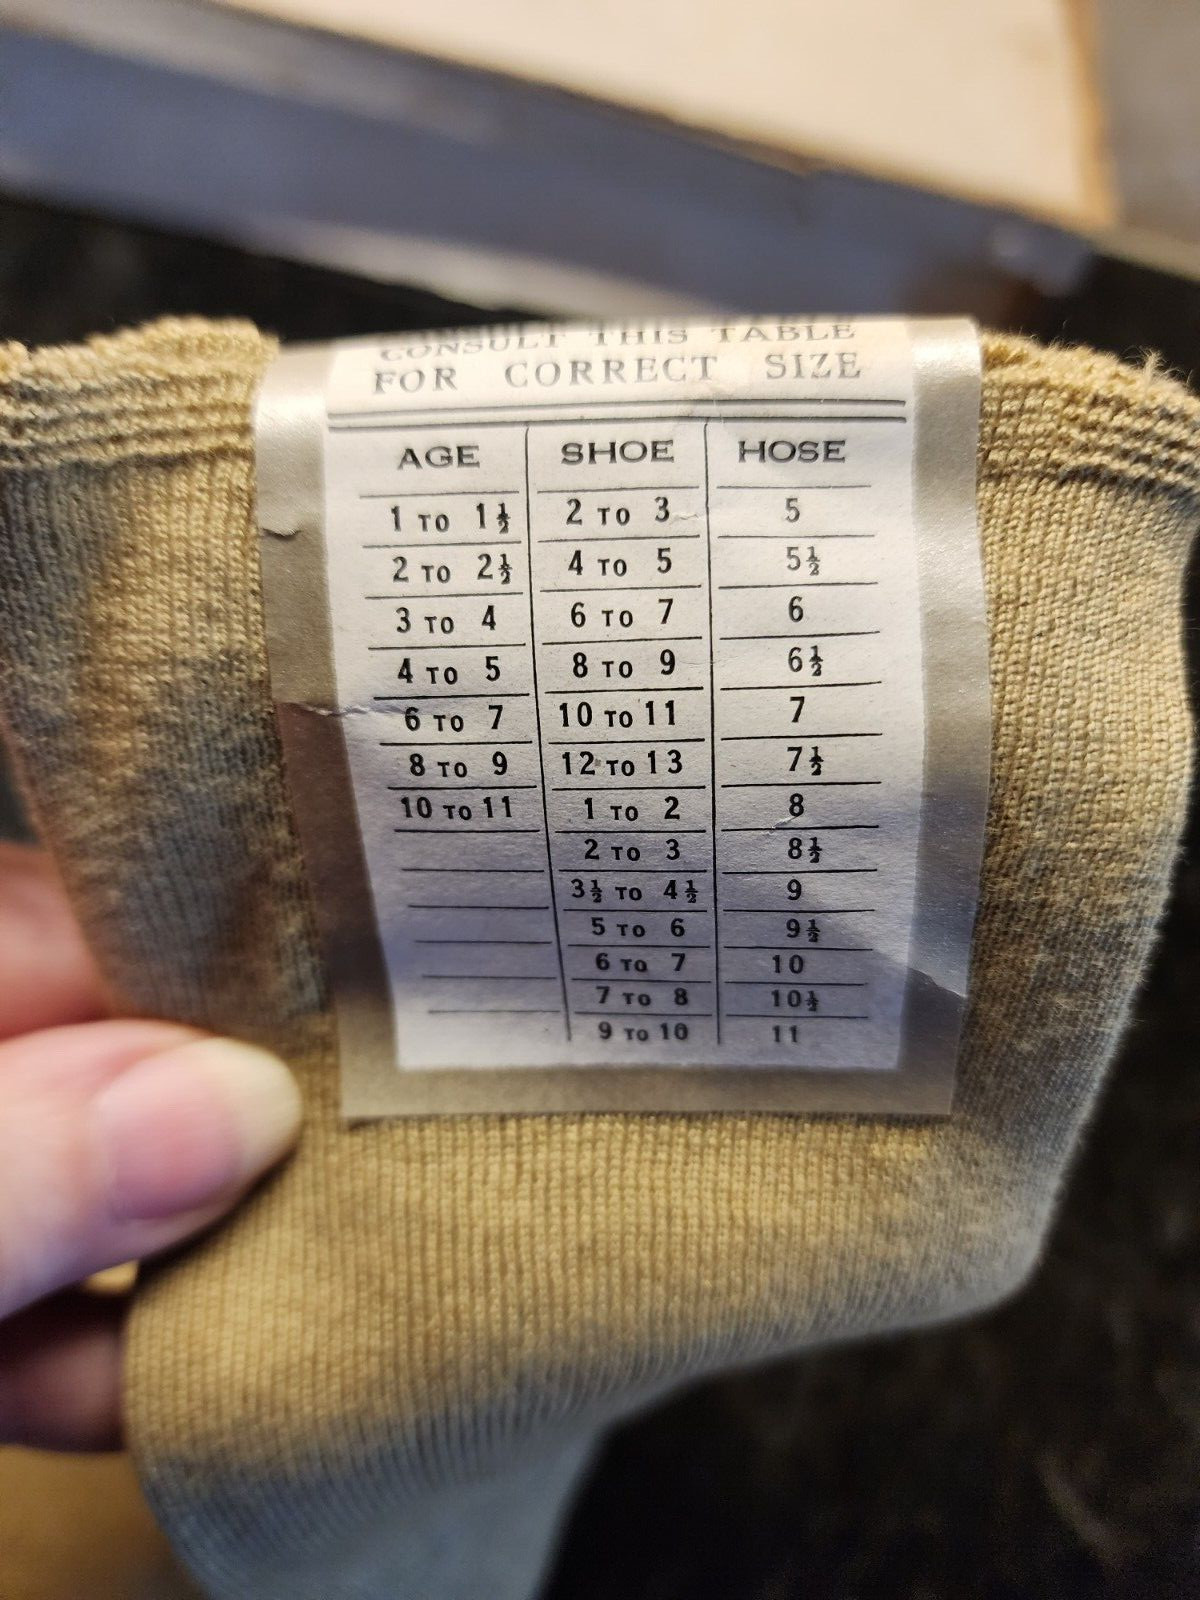 CONSULT THIS TABLE
FOR CORRECT SIZE
AGE SHOE HOSE
1 TO 1½ 2 TO 3 5
2 TO 2½ 4 TO 5 5½
3 TO 4 6 TO 7 6
4 TO 5 8 TO 9 6½
6 TO 7 10 TO 11 7
8 TO 9 12 TO 13 7½
10 TO 11 1 TO 2 8
2 TO 3 8½
3½ TO 4½ 9
5 TO 6 9½
6 TO 7 10
7 TO 8 10½
9 TO 10 11